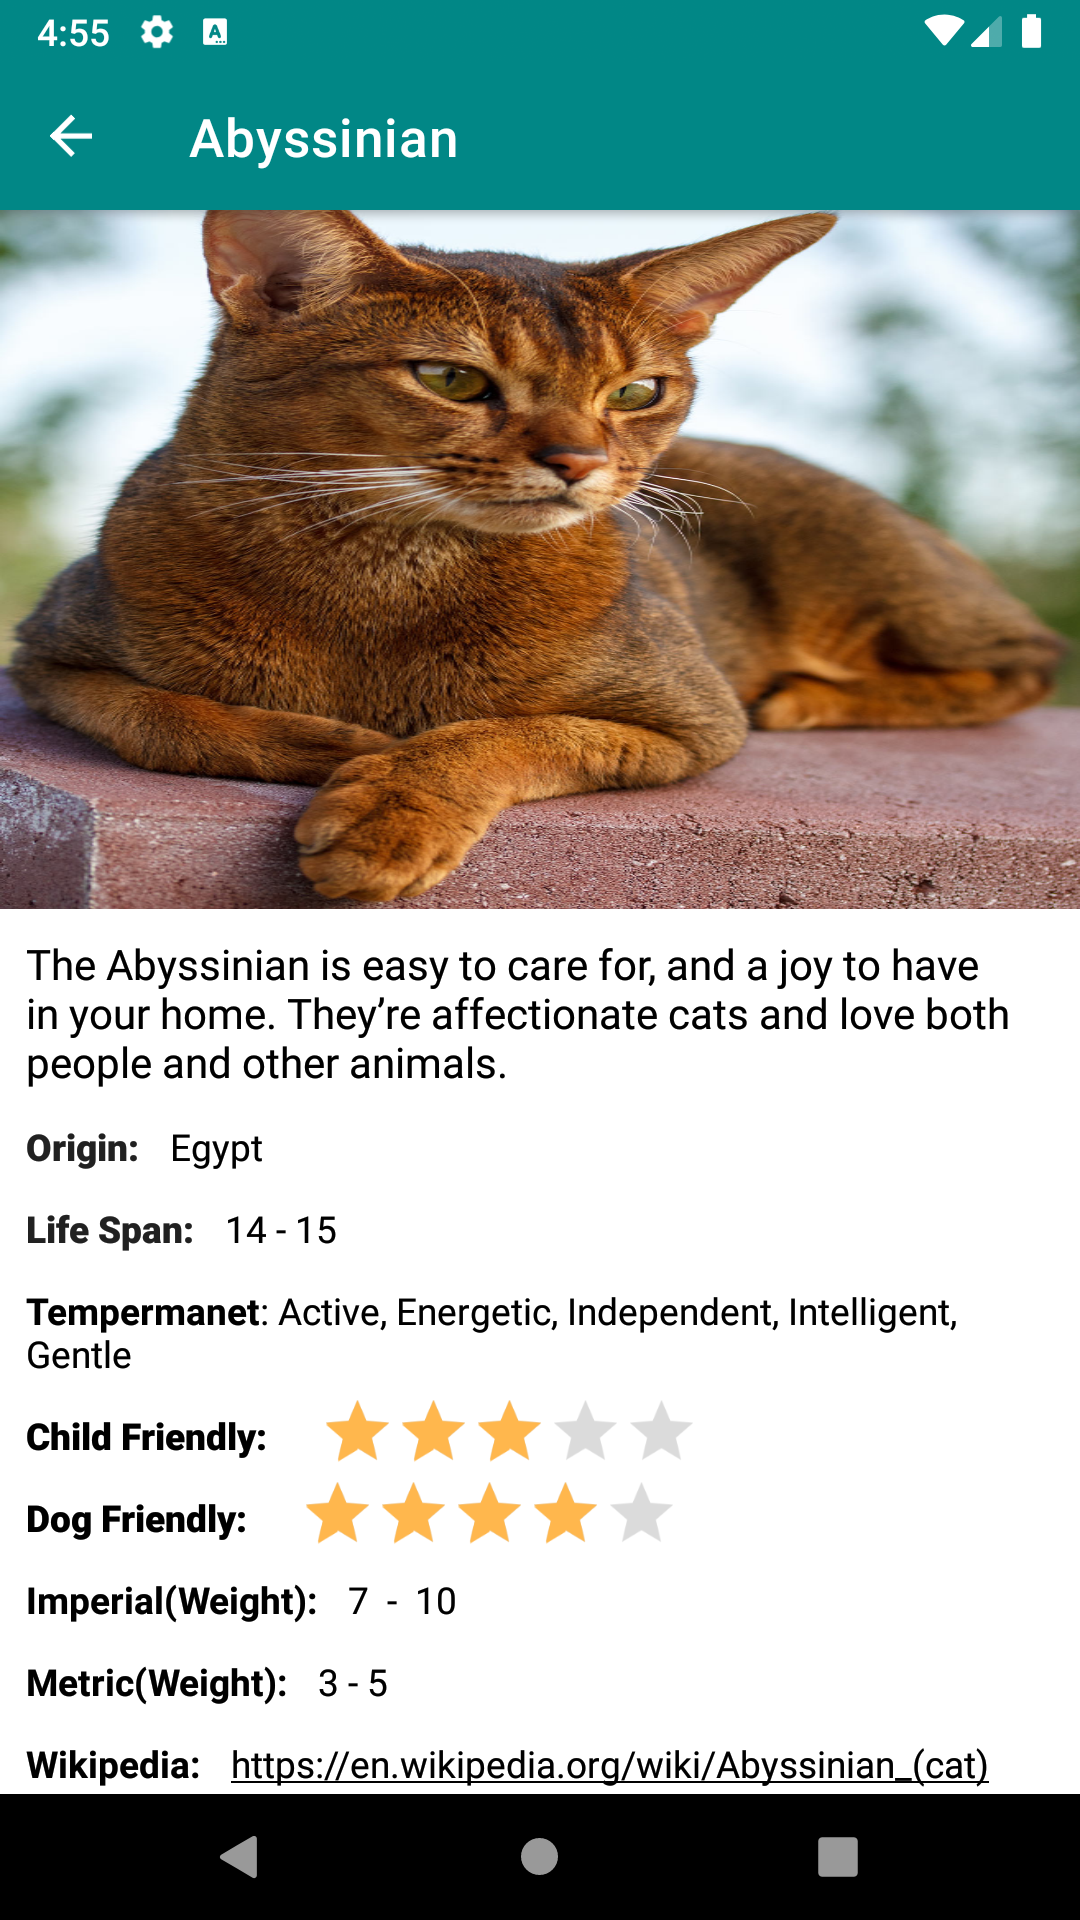 4:55
Abyssinian
The Abyssinian is easy to care for, and a joy to have
in your home. They’re affectionate cats and love both
people and other animals.
Origin: Egypt
Life Span: 14 - 15
Tempermanet: Active, Energetic, Independent, Intelligent,
Gentle
Child Friendly:
Dog Friendly:
Imperial(Weight): 7 - 10
Metric(Weight): 3 - 5
Wikipedia: https://en.wikipedia.org/wiki/Abyssinian_(cat)